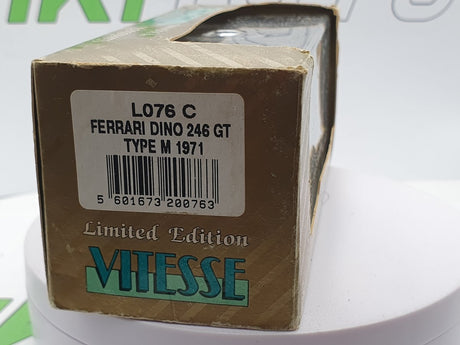 L076 C
FERRARI DINO 246 GT
TYPE M 1971
5 601673 200763
Limited Edition
VITESSE